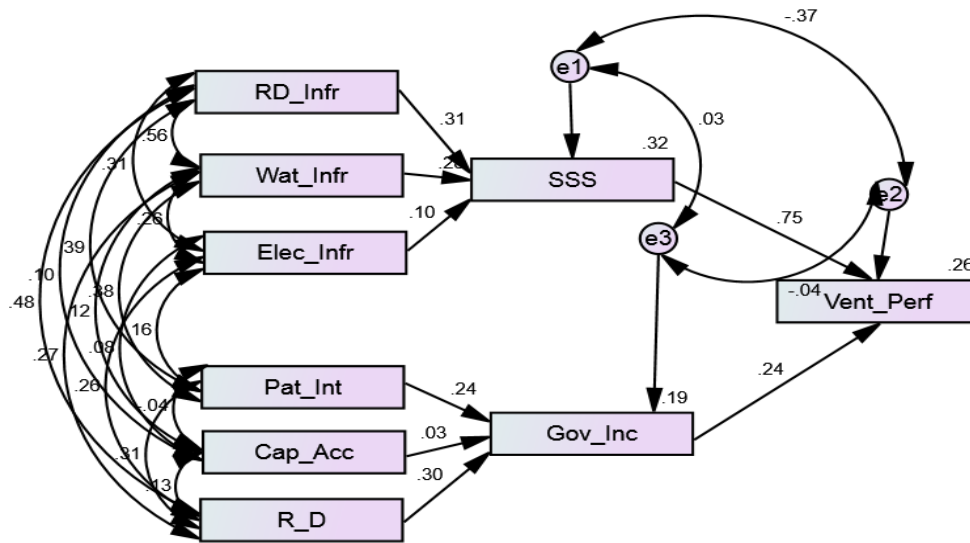 -.37
e1
RD_Infr
.03
.31
.56
.32
.31
Wat_Infr
SSS
e2
.75
.26
.10
e3
Elec_Infr
39
.26
.10
.38
-.04
.48
12
Vent_Perf
16
.27
.08
.24
Pat_Int
.24
.26
.19
-.04
Gov_Inc
Cap_Acc
.03
.31
.30
.13
R_D